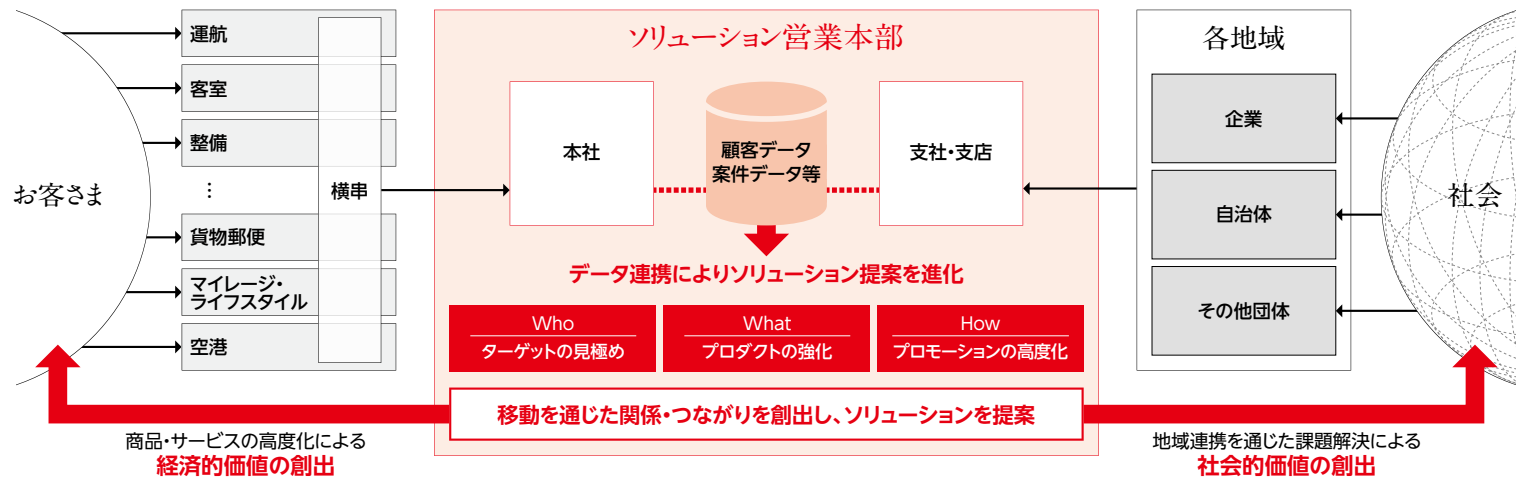 お客さま
運航
客室
整備
…
貨物郵便
マイレージ・
ライフスタイル
空港
横串
ソリューション営業本部
本社
顧客データ
案件データ等
支社・支店
データ連携によりソリューション提案を進化
Who
ターゲットの見極め
What
プロダクトの強化
How
プロモーションの高度化
移動を通じた関係・つながりを創出し、ソリューションを提案
各地域
企業
自治体
その他団体
社会
商品・サービスの高度化による
経済的価値の創出
地域連携を通じた課題解決による
社会的価値の創出